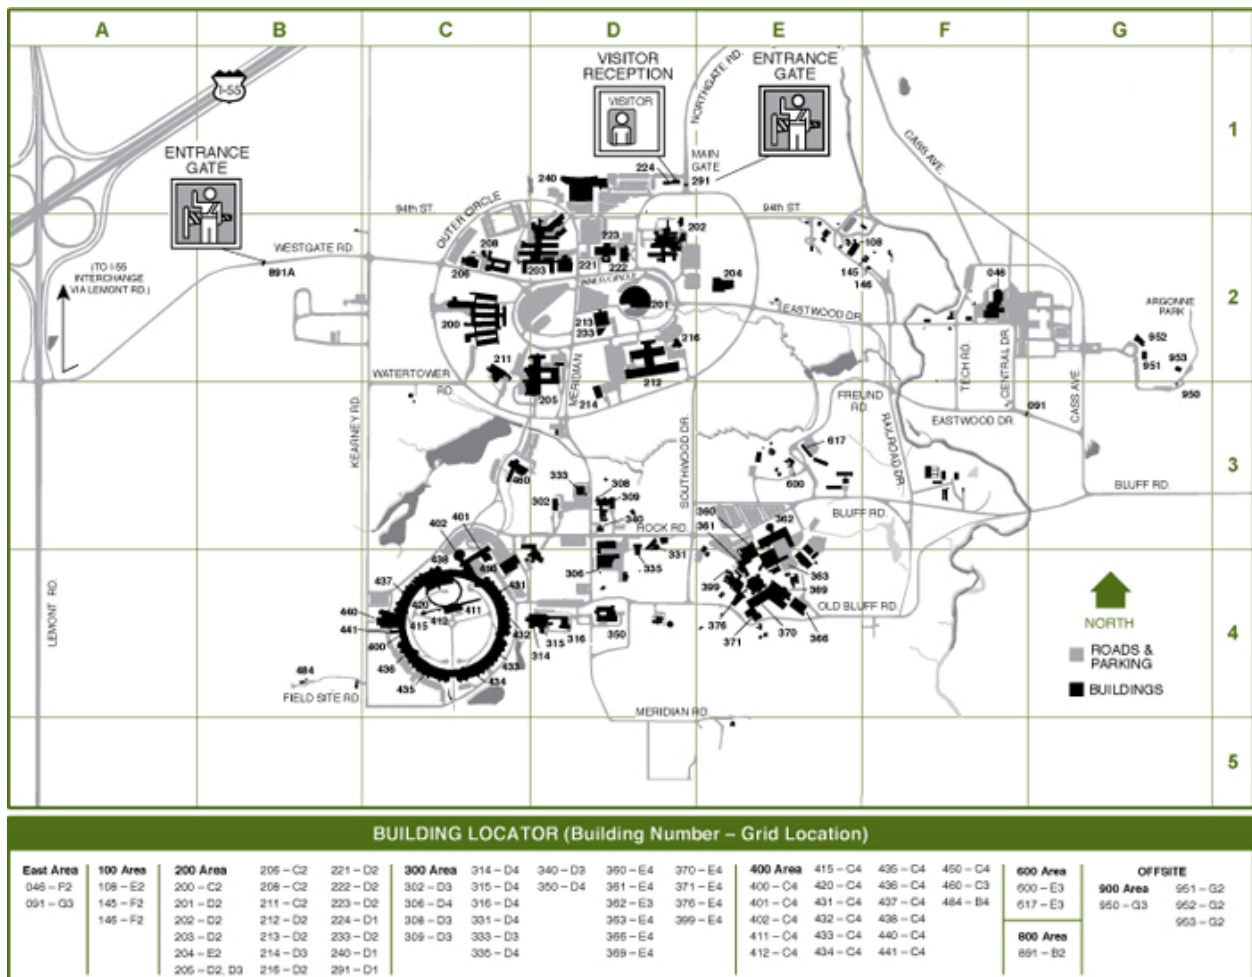 A B C D E F G
VISITOR
RECEPTION
VISITOR
ENTRANCE
GATE
NORTHGATE RD.
I-55
1
CASS AVE.
ENTRANCE
GATE
MAIN
GATE
224
291
240
94th ST.
94th ST.
OUTER CIRCLE
WESTGATE RD.
891A
(TO I-55
INTERCHANGE
VIA LEMONT RD.)
208
206
203
223
221
222
202
INNER CIRCLE
201
204
108
145
146
046
2
ARGONNE
PARK
200
213
233
216
EASTWOOD DR.
TECH RD.
CENTRAL DR.
CASS AVE.
952
951
953
950
211
WATERTOWER
RD.
205
MERIDIAN
214
212
KEARNEY RD.
SOUTHWOOD DR.
FREUND
RD.
RAILROAD DR.
EASTWOOD DR.
091
617
600
3
BLUFF RD.
BLUFF RD.
460
333
302
308
309
340
ROCK RD.
360
361
362
401
402
438
450
431
437
420
411
412
415
440
441
400
436
435
434
433
432
306
335
331
399
363
369
376
371
370
366
OLD BLUFF RD.
314
315
316
350
LEMONT RD.
484
FIELD SITE RD.
MERIDIAN RD.
NORTH
4
ROADS &
PARKING
BUILDINGS
5
BUILDING LOCATOR (Building Number – Grid Location)
East Area
046 – F2
091 – G3
100 Area
108 – E2
145 – F2
146 – F2
200 Area
200 – C2
201 – D2
202 – D2
203 – D2
204 – E2
205 – D2, D3
206 – C2
208 – C2
211 – C2
212 – D2
213 – D2
214 – D3
216 – D2
221 – D2
222 – D2
223 – D2
224 – D1
233 – D2
240 – D1
291 – D1
300 Area
302 – D3
306 – D4
308 – D3
309 – D3
314 – D4
315 – D4
316 – D4
331 – D4
333 – D3
335 – D4
340 – D3
350 – D4
360 – E4
361 – E4
362 – E3
363 – E4
366 – E4
369 – E4
370 – E4
371 – E4
376 – E4
399 – E4
400 Area
400 – C4
401 – C4
402 – C4
411 – C4
412 – C4
415 – C4
420 – C4
431 – C4
432 – C4
433 – C4
434 – C4
435 – C4
436 – C4
437 – C4
438 – C4
440 – C4
441 – C4
450 – C4
460 – C3
484 – B4
600 Area
600 – E3
617 – E3
800 Area
891 – B2
OFFSITE
900 Area
950 – G3
951 – G2
952 – G2
953 – G2